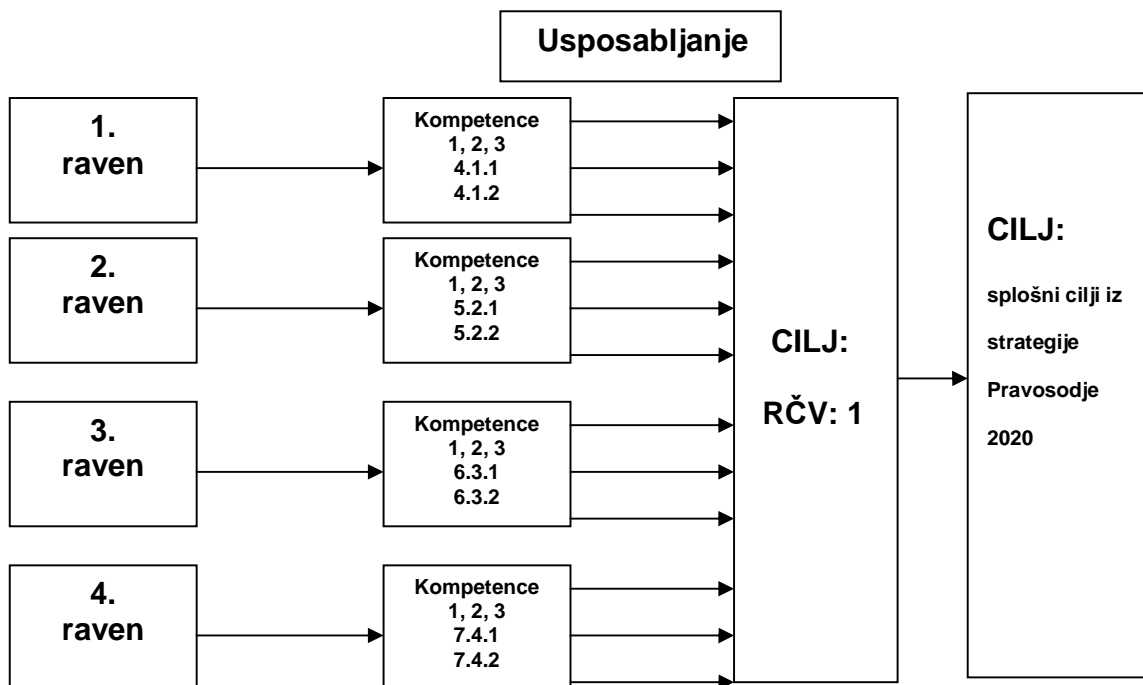 Usposabljanje
1.
raven
Kompetence
1, 2, 3
4.1.1
4.1.2
2.
raven
Kompetence
1, 2, 3
5.2.1
5.2.2
3.
raven
Kompetence
1, 2, 3
6.3.1
6.3.2
4.
raven
Kompetence
1, 2, 3
7.4.1
7.4.2
CILJ:
RČV: 1
CILJ:
splošni cilji iz
strategije
Pravosodje
2020